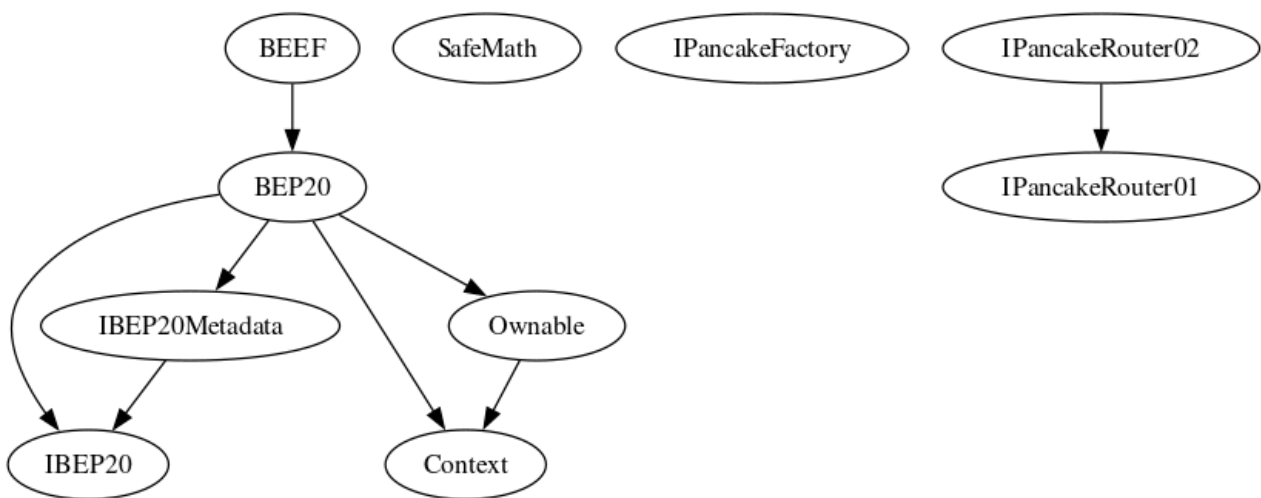 BEEF
SafeMath
IPancakeFactory
IPancakeRouter02
BEP20
IPancakeRouter01
IBEP20Metadata
Ownable
IBEP20
Context